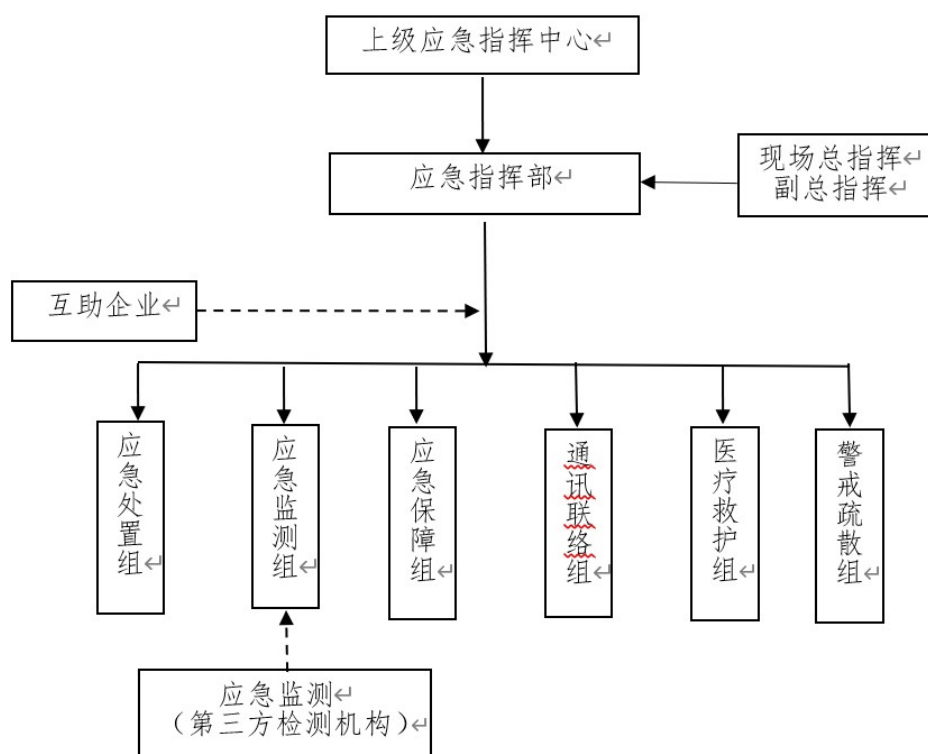 上级应急指挥中心↵
应急指挥部↵
现场总指挥↵
副总指挥↵
互助企业↵
应急处置组↵
应急监测组↵
应急保障组↵
通讯联络组↵
医疗救护组↵
警戒疏散组↵
应急监测↵
（第三方检测机构）↵